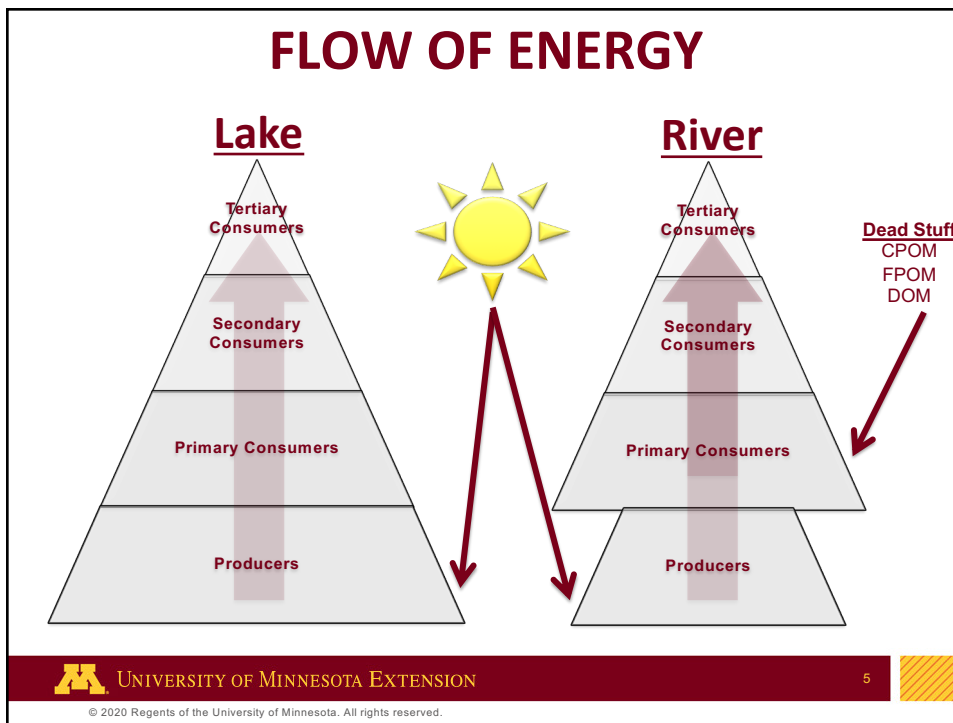 FLOW OF ENERGY
Lake
Tertiary
Consumers
Secondary
Consumers
Primary Consumers
Producers
River
Tertiary
Consumers
Secondary
Consumers
Primary Consumers
Producers
Dead Stuff
CPOM
FPOM
DOM
UNIVERSITY OF MINNESOTA EXTENSION
5
© 2020 Regents of the University of Minnesota. All rights reserved.